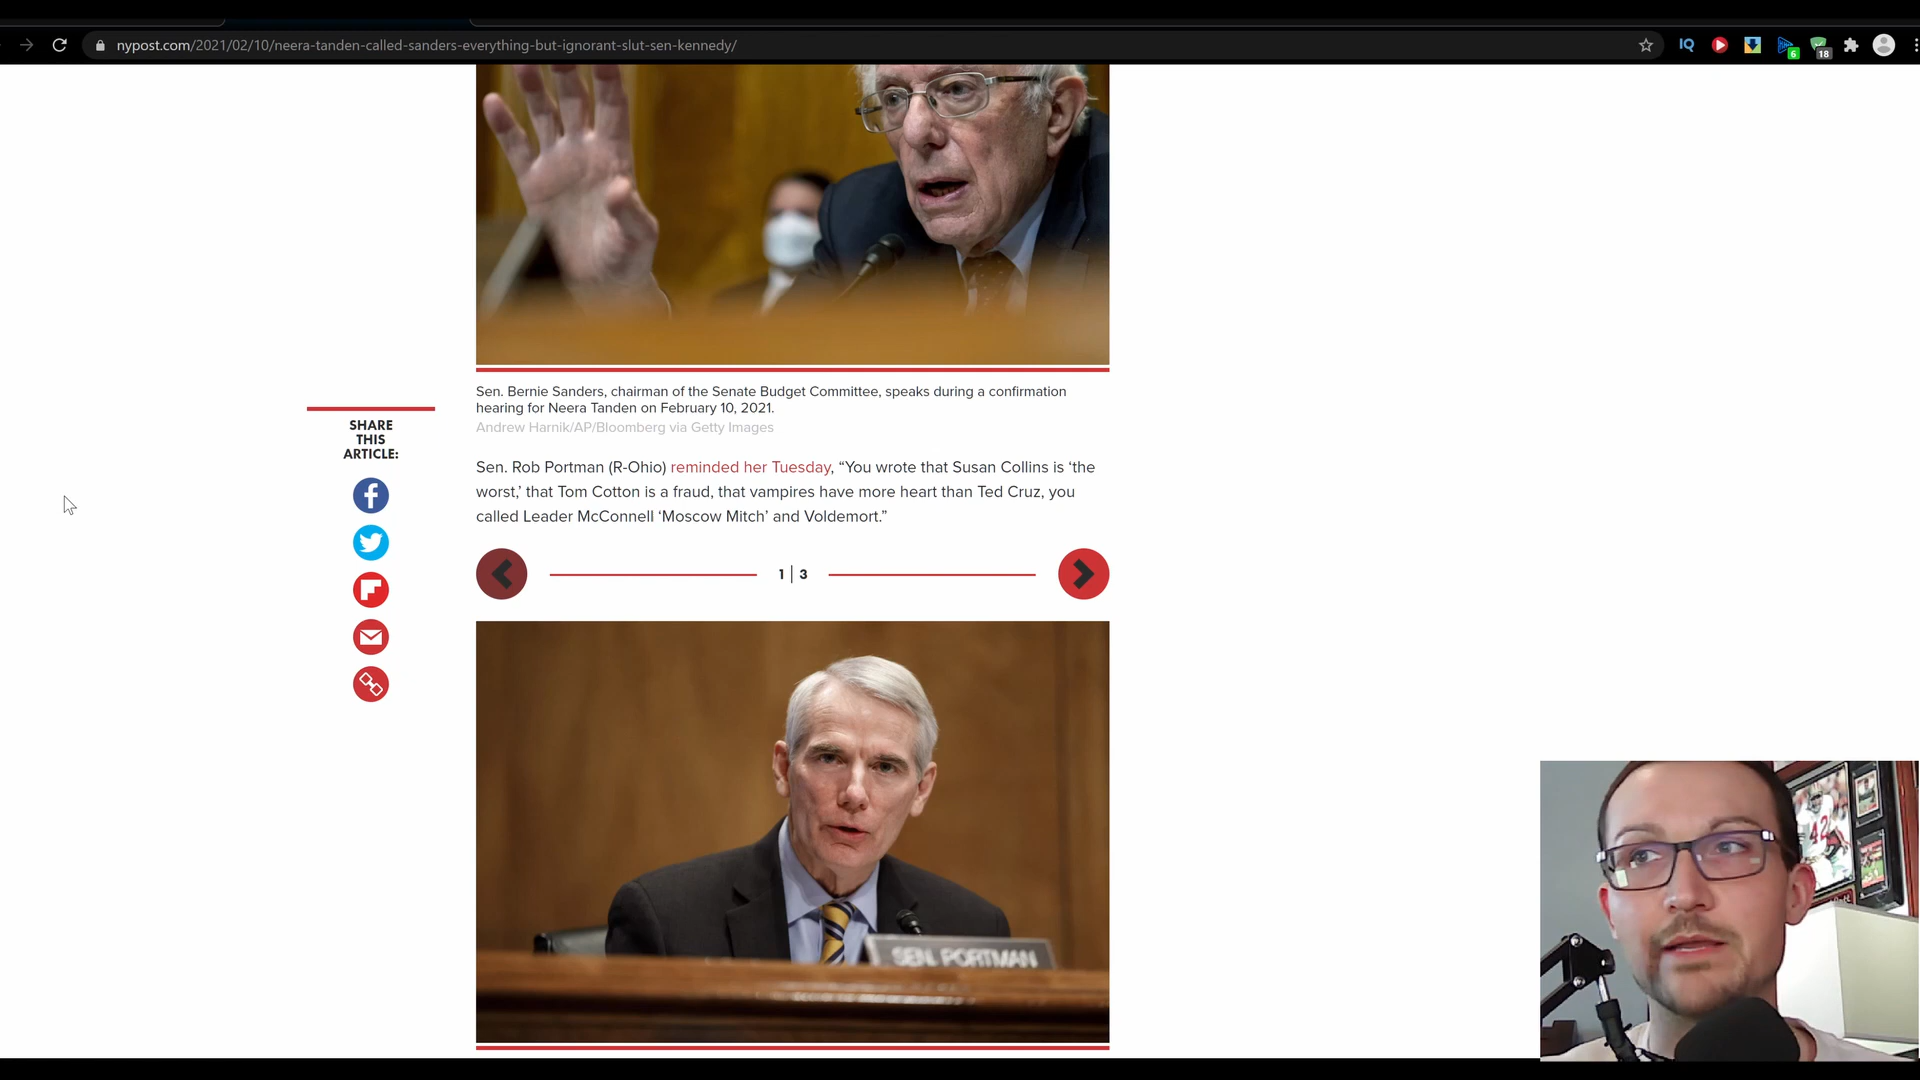 nypost.com/2021/02/10/neera-tanden-called-sanders-everything-but-ignorant-slut-sen-kennedy/
IQ
6
18
Sen. Bernie Sanders, chairman of the Senate Budget Committee, speaks during a confirmation
hearing for Neera Tanden on February 10, 2021.
Andrew Harnik/AP/Bloomberg via Getty Images
SHARE
THIS
ARTICLE:
Sen. Rob Portman (R-Ohio) reminded her Tuesday, “You wrote that Susan Collins is ‘the
worst,’ that Tom Cotton is a fraud, that vampires have more heart than Ted Cruz, you
called Leader McConnell ‘Moscow Mitch’ and Voldemort.”
1 | 3
SEN. PORTMAN
42